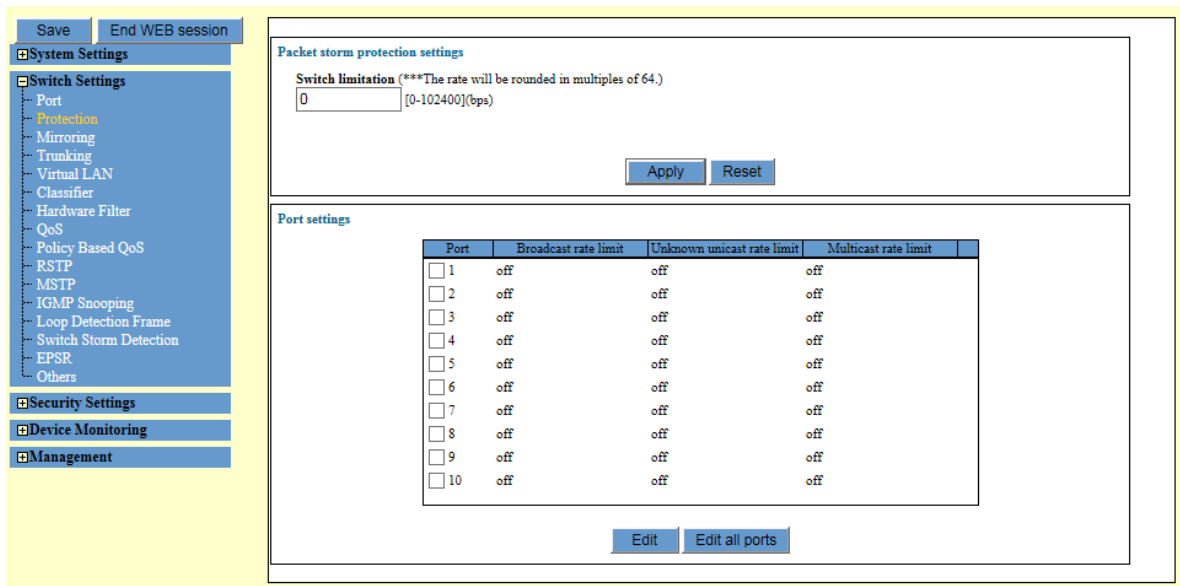 Save
End WEB session
System Settings
Switch Settings
Port
Protection
Mirroring
Trunking
Virtual LAN
Classifier
Hardware Filter
QoS
Policy Based QoS
RSTP
MSTP
IGMP Snooping
Loop Detection Frame
Switch Storm Detection
EPSR
Others
Security Settings
Device Monitoring
Management
Packet storm protection settings
Switch limitation (***The rate will be rounded in multiples of 64.)
0 [0-102400](bps)
Apply Reset
Port settings
Port Broadcast rate limit Unknown unicast rate limit Multicast rate limit
1 off off off
2 off off off
3 off off off
4 off off off
5 off off off
6 off off off
7 off off off
8 off off off
9 off off off
10 off off off
Edit Edit all ports